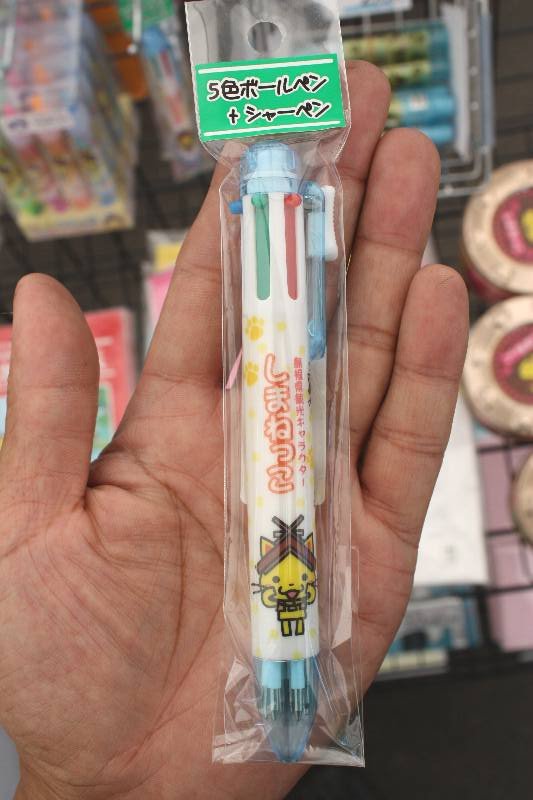 5色ボールペン
+シャーペン
島根県観光キャラクター
しまねっこ